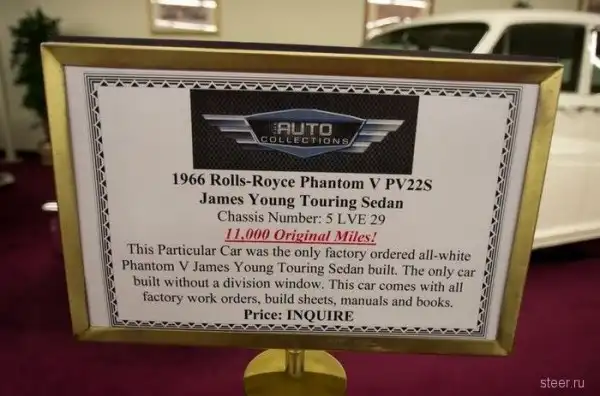 THE AUTO
COLLECTIONS
1966 Rolls-Royce Phantom V PV22S
James Young Touring Sedan
Chassis Number: 5 LVE 29
11,000 Original Miles!
This Particular Car was the only factory ordered all-white
Phantom V James Young Touring Sedan built. The only car
built without a division window. This car comes with all
factory work orders, build sheets, manuals and books.
Price: INQUIRE
steer.ru